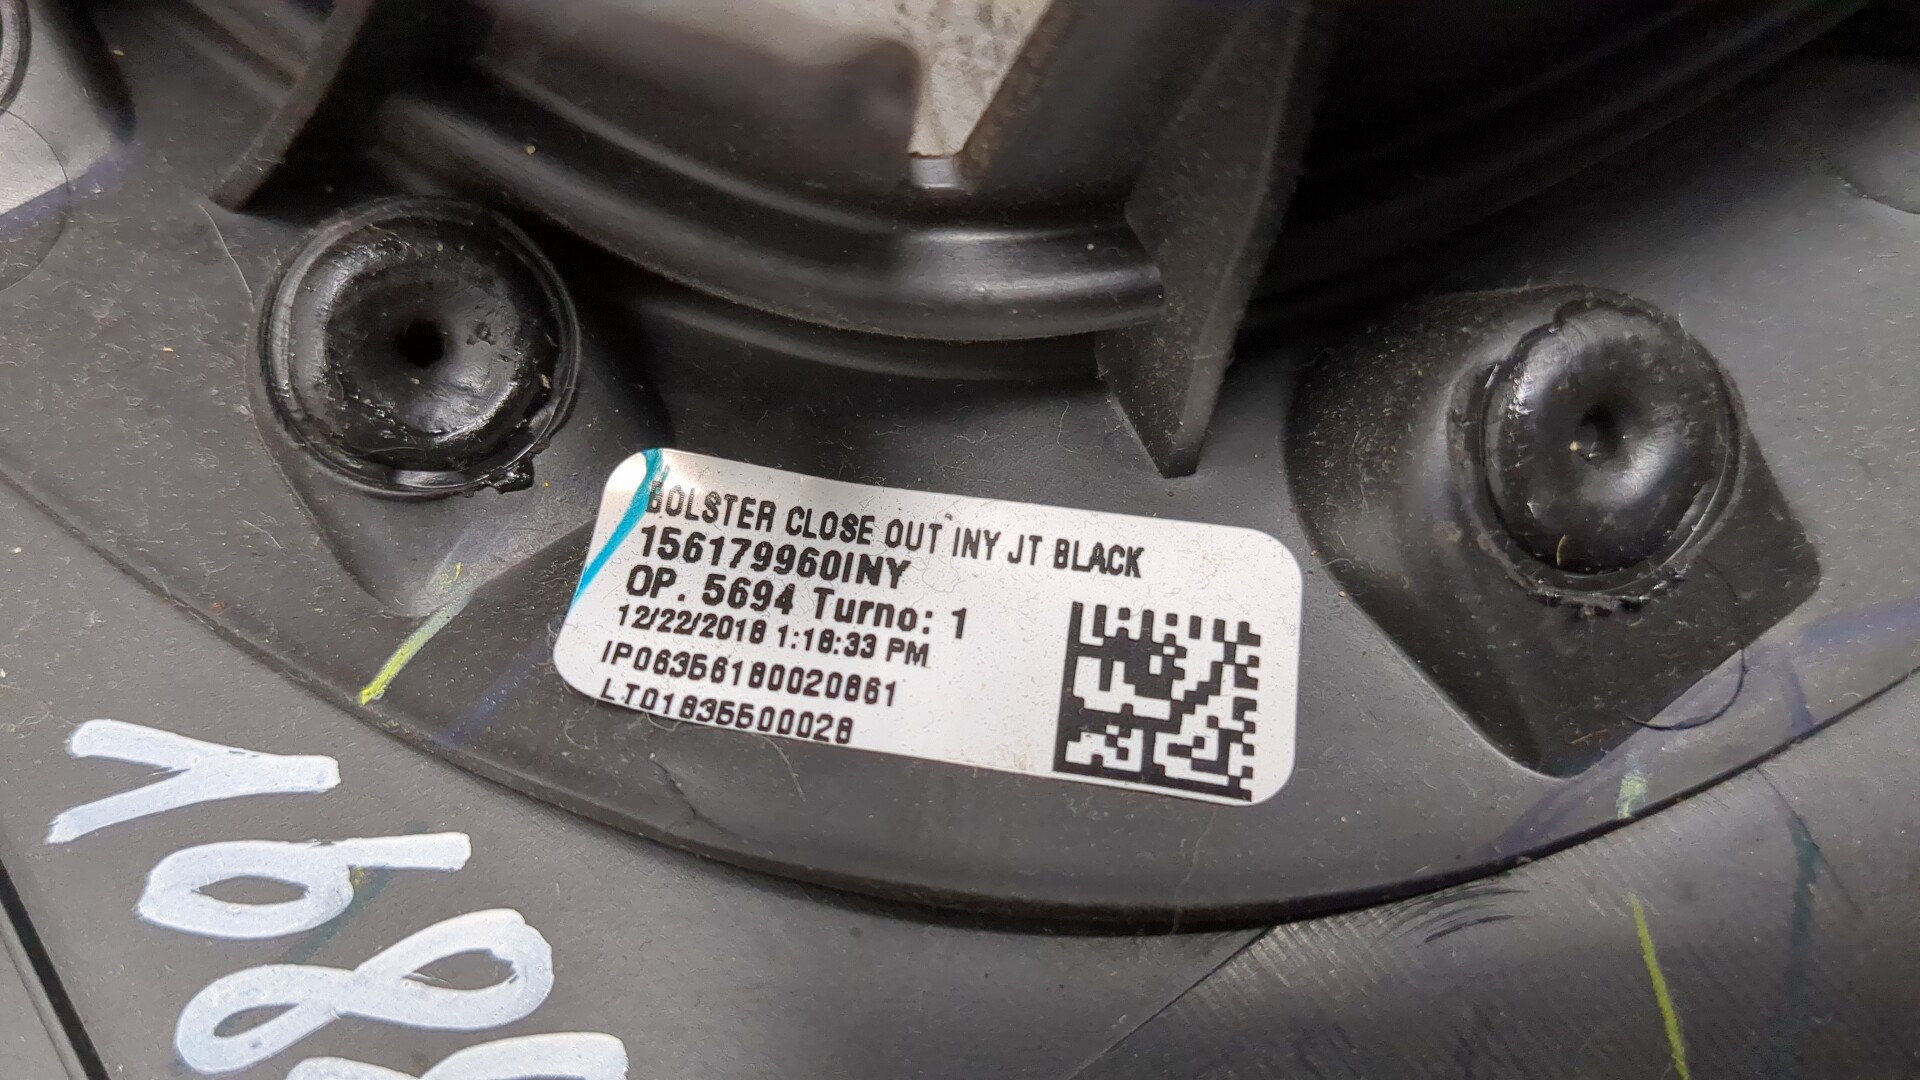 BOLSTER CLOSE OUT INY JT BLACK
156179960INY
OP. 5694 Turno: 1
12/22/2018 1:18:33 PM
IP06356180020861
LT01835500028